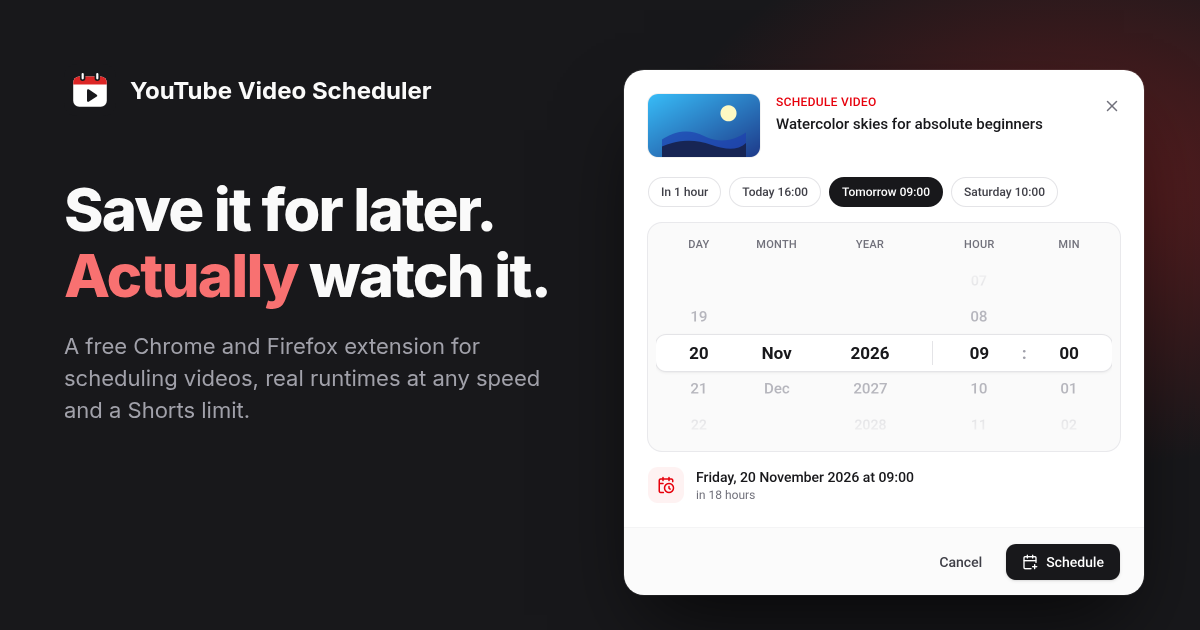 YouTube Video Scheduler
Save it for later.
Actually watch it.
A free Chrome and Firefox extension for
scheduling videos, real runtimes at any speed
and a Shorts limit.
SCHEDULE VIDEO
Watercolor skies for absolute beginners
In 1 hour
Today 16:00
Tomorrow 09:00
Saturday 10:00
DAY MONTH YEAR HOUR MIN
07
19 08
20 Nov 2026 09 : 00
21 Dec 2027 10 01
22 2028 11 02
Friday, 20 November 2026 at 09:00
in 18 hours
Cancel
Schedule